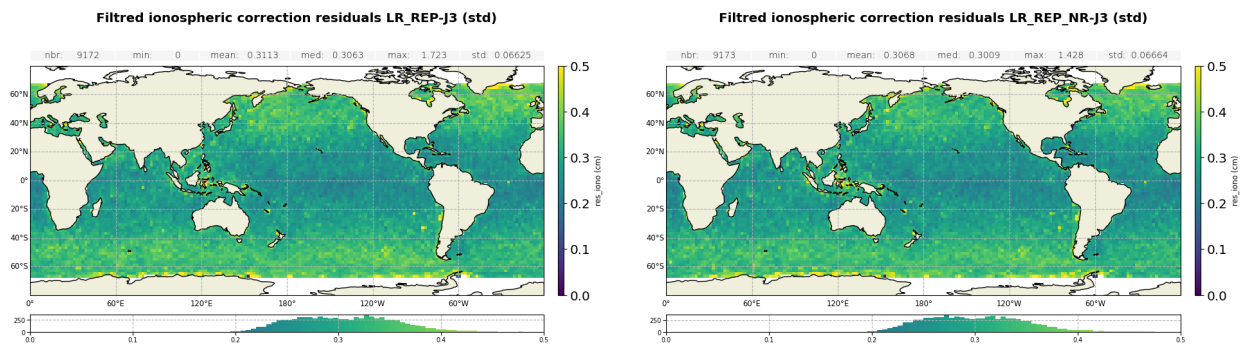 Filtred ionospheric correction residuals LR_REP-J3 (std)
nbr: 9172 min: 0 mean: 0.3113 med: 0.3063 max: 1.723 std: 0.06625
60°N
40°N
20°N
0°
20°S
40°S
60°S
0° 60°E 120°E 180° 120°W 60°W
0.5
0.4
0.3
0.2
0.1
0.0
res_iono (cm)
250
0
0.0 0.1 0.2 0.3 0.4 0.5
Filtred ionospheric correction residuals LR_REP_NR-J3 (std)
nbr: 9173 min: 0 mean: 0.3068 med: 0.3009 max: 1.428 std: 0.06664
60°N
40°N
20°N
0°
20°S
40°S
60°S
0° 60°E 120°E 180° 120°W 60°W
0.5
0.4
0.3
0.2
0.1
0.0
res_iono (cm)
250
0
0.0 0.1 0.2 0.3 0.4 0.5